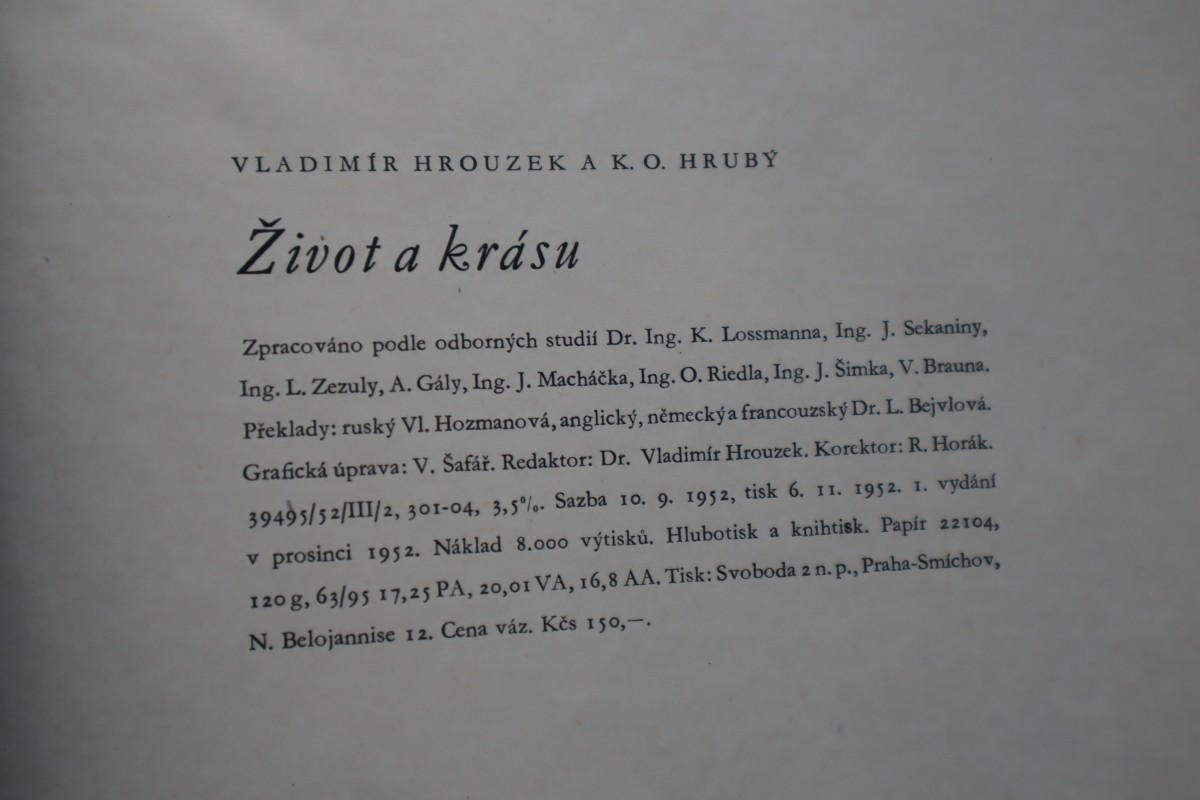 VLADIMÍR HROUZEK A K. O. HRUBÝ
Život a krásu
Zpracováno podle odborných studií Dr. Ing. K. Lossmanna, Ing. J. Sekaniny,
Ing. L. Zezuly, A. Gály, Ing. J. Macháčka, Ing. O. Riedla, Ing. J. Šimka, V. Brauna.
Překlady: ruský Vl. Hozmanová, anglický, německý a francouzský Dr. L. Bejvlová.
Grafická úprava: V. Šafář. Redaktor: Dr. Vladimír Hrouzek. Korektor: R. Horák.
39495/52/III/2, 301-04, 3,5%. Sazba 10. 9. 1952, tisk 6. 11. 1952. 1. vydání
v prosinci 1952. Náklad 8.000 výtisků. Hlubotisk a knihtisk. Papír 22104,
120 g, 63/95 17,25 PA, 20,01 VA, 16,8 AA. Tisk: Svoboda 2 n. p., Praha-Smíchov,
N. Belojannise 12. Cena váz. Kčs 150,—.